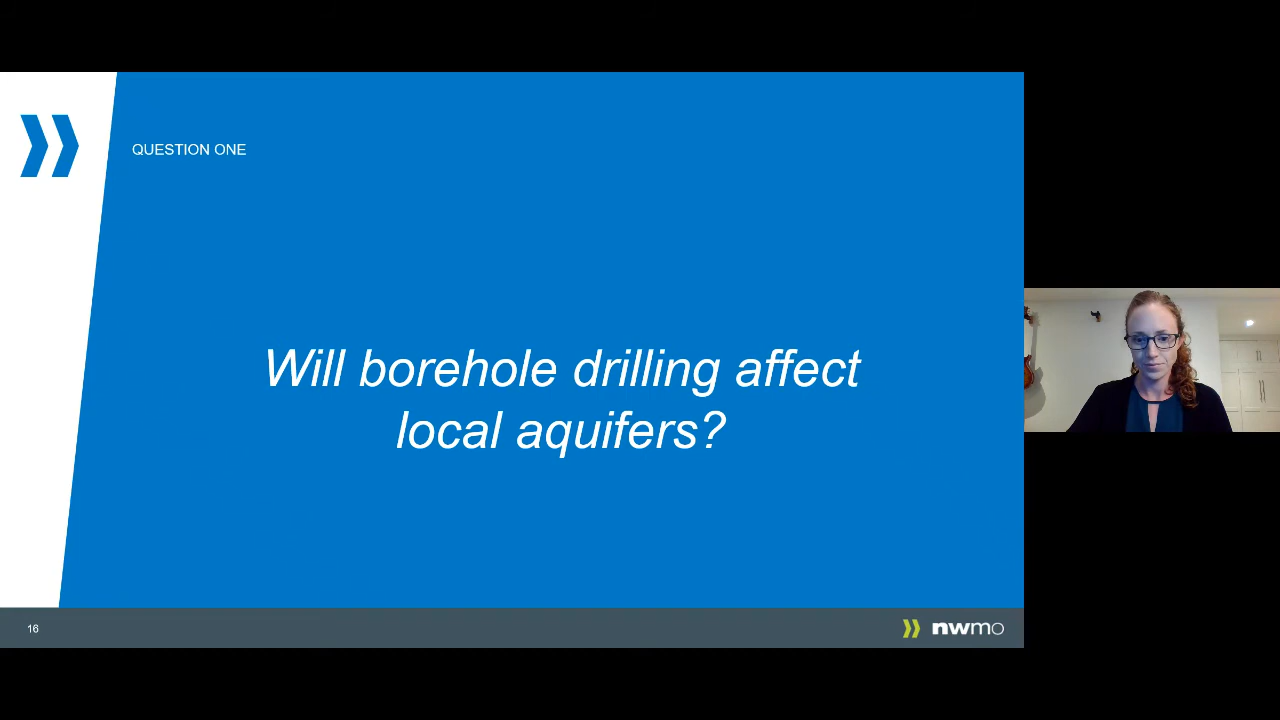 QUESTION ONE
Will borehole drilling affect
local aquifers?
16
nwmo